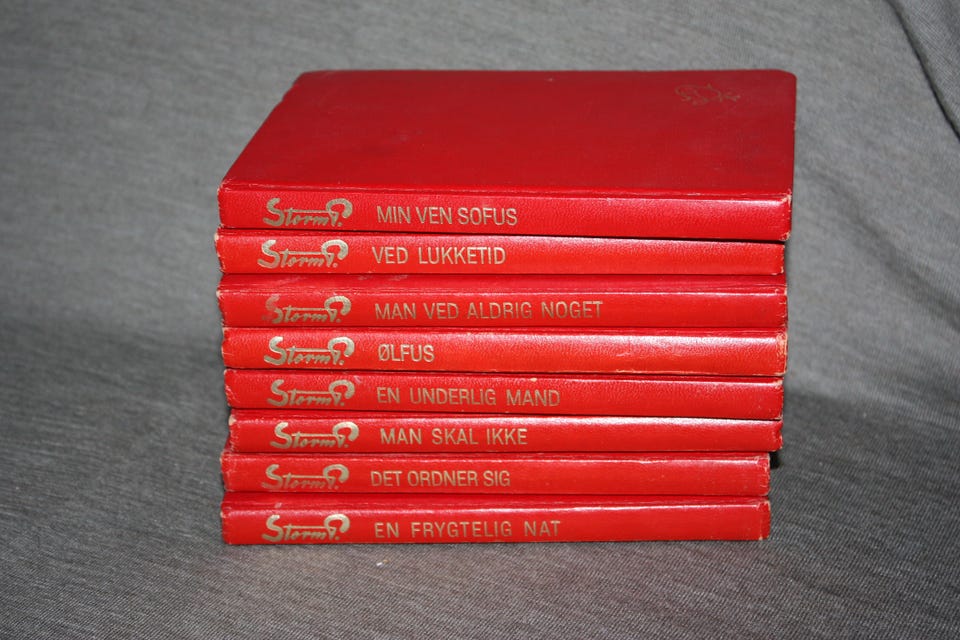 Storm P. MIN VEN SOFUS
Storm P. VED LUKKETID
Storm P. MAN VED ALDRIG NOGET
Storm P. ØLFUS
Storm P. EN UNDERLIG MAND
Storm P. MAN SKAL IKKE
Storm P. DET ORDNER SIG
Storm P. EN FRYGTELIG NAT